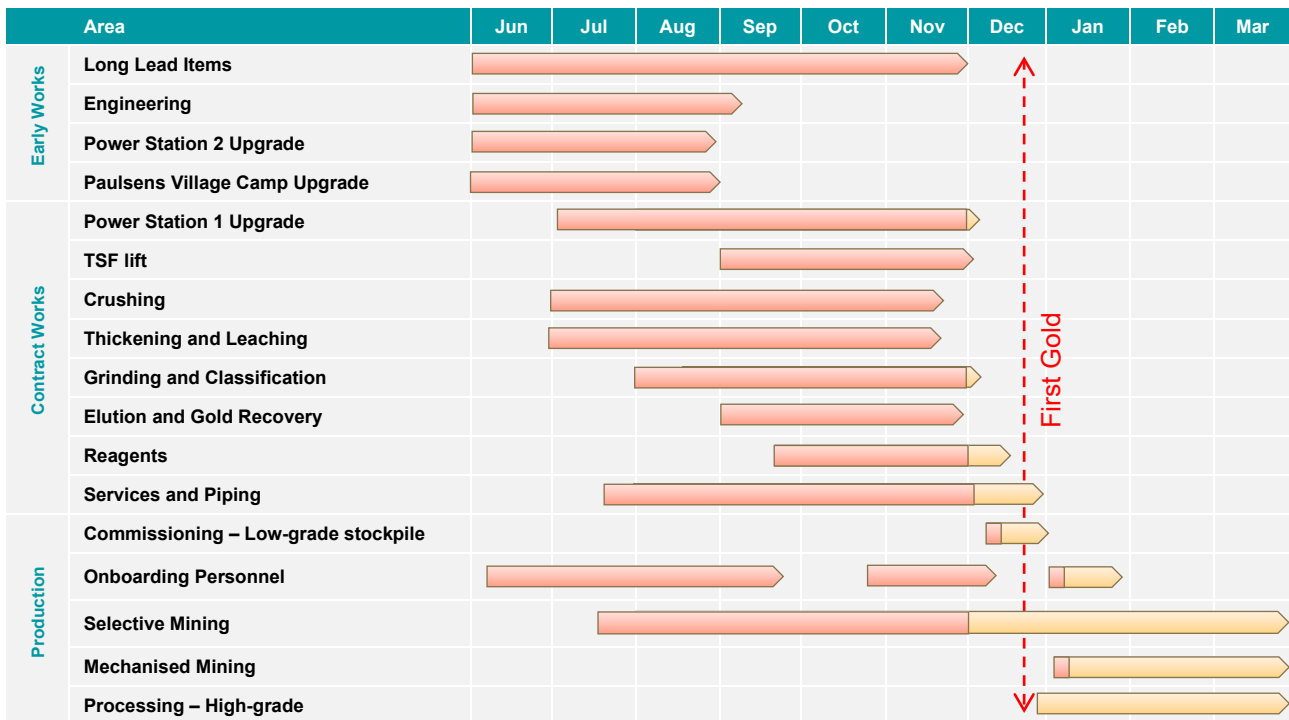 Area Jun Jul Aug Sep Oct Nov Dec Jan Feb Mar
Early Works
Long Lead Items
Engineering
Power Station 2 Upgrade
Paulsens Village Camp Upgrade
Contract Works
Power Station 1 Upgrade
TSF lift
Crushing
Thickening and Leaching
Grinding and Classification
Elution and Gold Recovery
Reagents
Services and Piping
First Gold
Production
Commissioning – Low-grade stockpile
Onboarding Personnel
Selective Mining
Mechanised Mining
Processing – High-grade